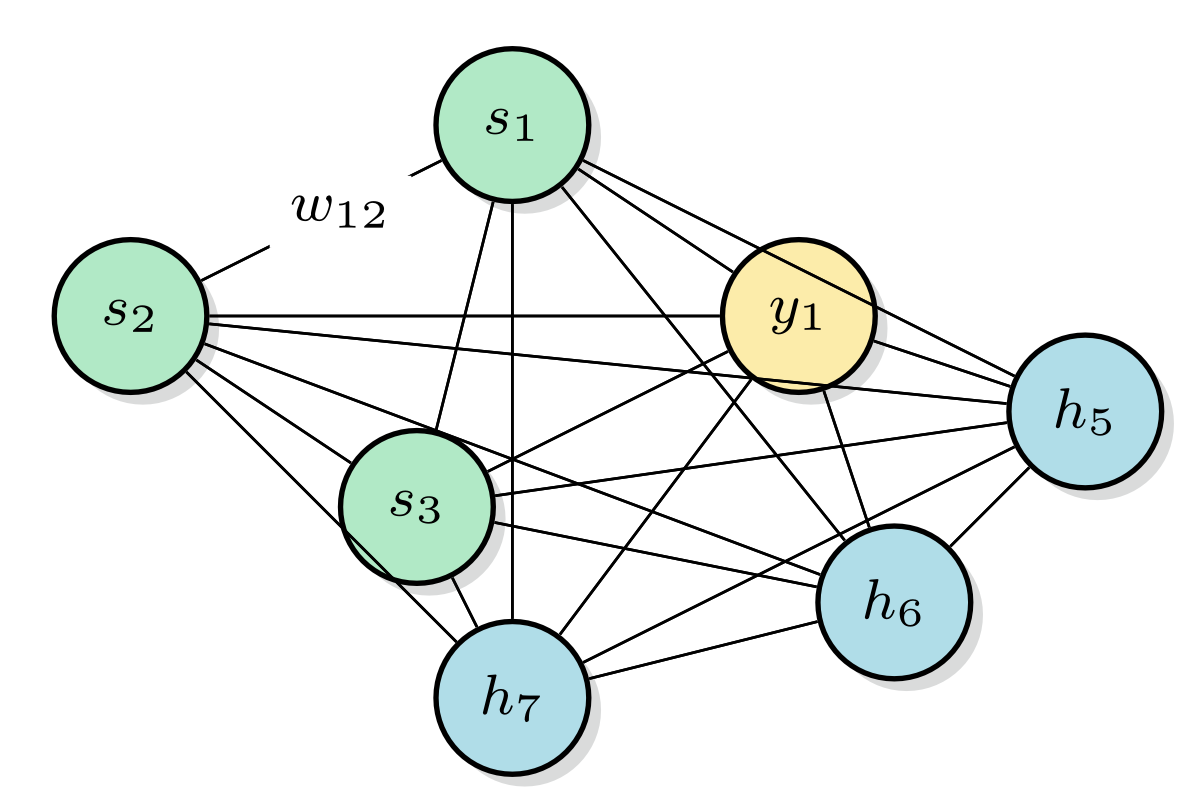 s₁
w₁₂
s₂
y₁
h₅
s₃
h₆
h₇